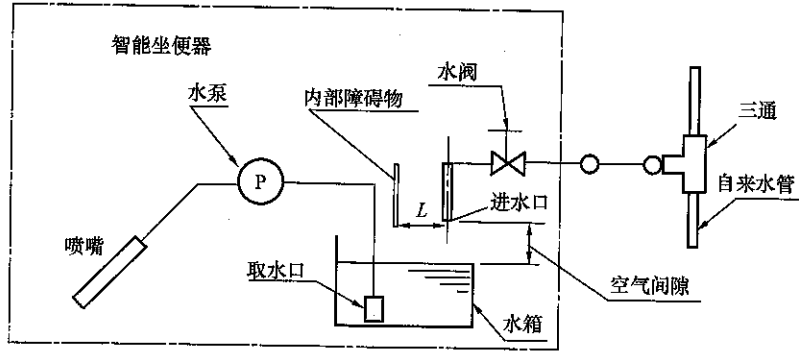 智能坐便器
水泵
内部障碍物
水阀
三通
P
L
进水口
自来水管
喷嘴
取水口
水箱
空气间隙